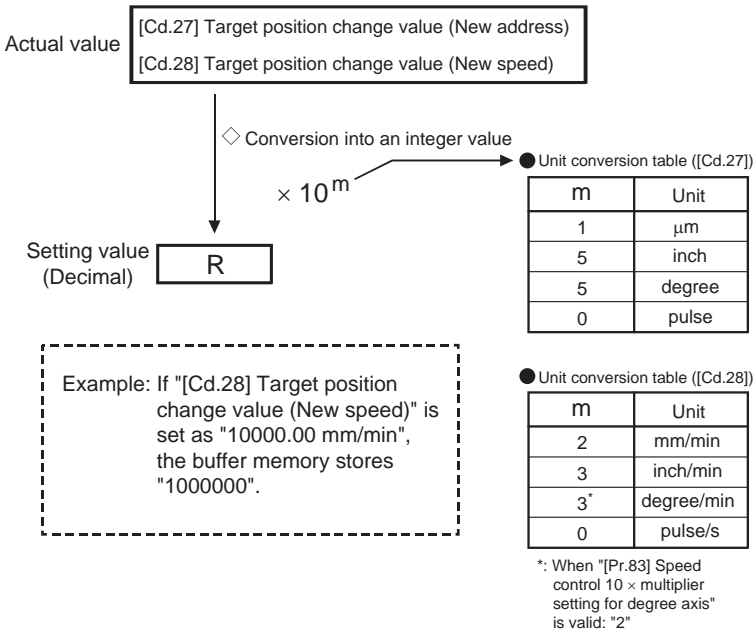 Actual value
[Cd.27] Target position change value (New address)
[Cd.28] Target position change value (New speed)
◇ Conversion into an integer value
× 10^m
Setting value
(Decimal)
R
● Unit conversion table ([Cd.27])
m Unit
1 μm
5 inch
5 degree
0 pulse
Example: If "[Cd.28] Target position
change value (New speed)" is
set as "10000.00 mm/min",
the buffer memory stores
"1000000".
● Unit conversion table ([Cd.28])
m Unit
2 mm/min
3 inch/min
3* degree/min
0 pulse/s
*: When "[Pr.83] Speed
control 10 × multiplier
setting for degree axis"
is valid: "2"